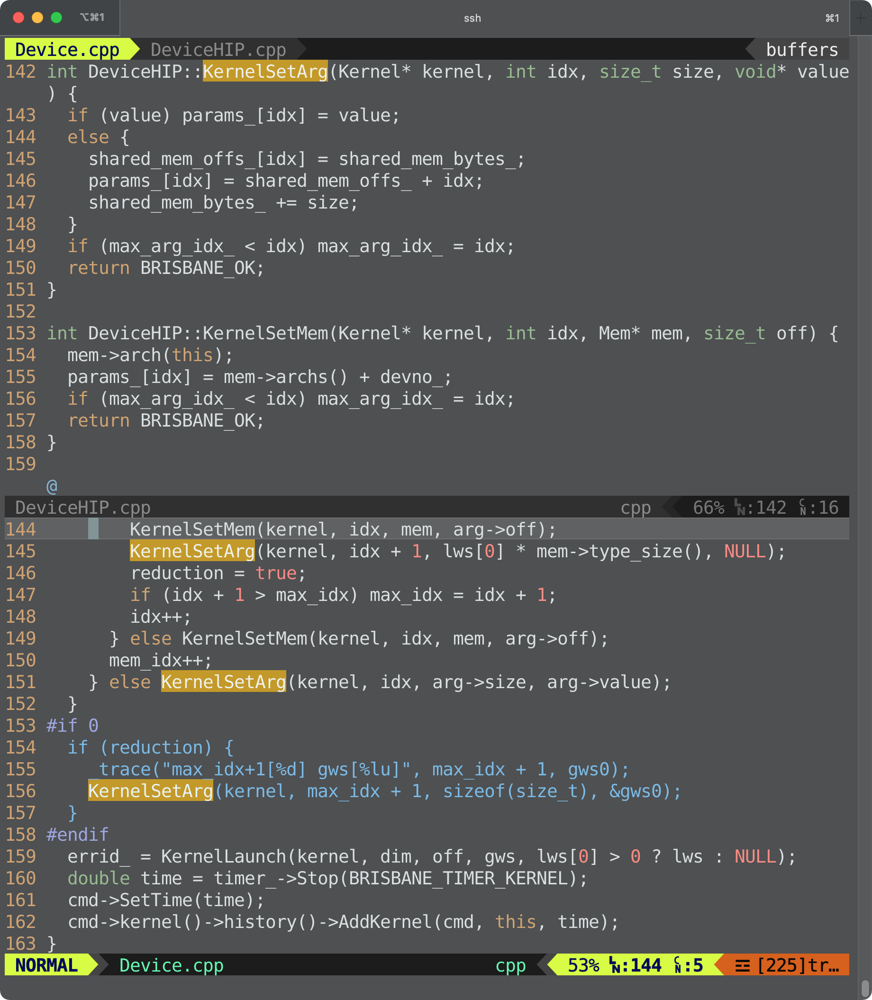 ⌥⌘1 ssh ⌘1 +
Device.cpp DeviceHIP.cpp buffers
142 int DeviceHIP::KernelSetArg(Kernel* kernel, int idx, size_t size, void* value
) {
143   if (value) params_[idx] = value;
144   else {
145     shared_mem_offs_[idx] = shared_mem_bytes_;
146     params_[idx] = shared_mem_offs_ + idx;
147     shared_mem_bytes_ += size;
148   }
149   if (max_arg_idx_ < idx) max_arg_idx_ = idx;
150   return BRISBANE_OK;
151 }
152
153 int DeviceHIP::KernelSetMem(Kernel* kernel, int idx, Mem* mem, size_t off) {
154   mem->arch(this);
155   params_[idx] = mem->archs() + devno_;
156   if (max_arg_idx_ < idx) max_arg_idx_ = idx;
157   return BRISBANE_OK;
158 }
159
@
DeviceHIP.cpp cpp 66% LN:142 CN:16
144         KernelSetMem(kernel, idx, mem, arg->off);
145         KernelSetArg(kernel, idx + 1, lws[0] * mem->type_size(), NULL);
146         reduction = true;
147         if (idx + 1 > max_idx) max_idx = idx + 1;
148         idx++;
149       } else KernelSetMem(kernel, idx, mem, arg->off);
150       mem_idx++;
151     } else KernelSetArg(kernel, idx, arg->size, arg->value);
152   }
153 #if 0
154   if (reduction) {
155     _trace("max_idx+1[%d] gws[%lu]", max_idx + 1, gws0);
156     KernelSetArg(kernel, max_idx + 1, sizeof(size_t), &gws0);
157   }
158 #endif
159   errid_ = KernelLaunch(kernel, dim, off, gws, lws[0] > 0 ? lws : NULL);
160   double time = timer_->Stop(BRISBANE_TIMER_KERNEL);
161   cmd->SetTime(time);
162   cmd->kernel()->history()->AddKernel(cmd, this, time);
163 }
NORMAL Device.cpp cpp 53% LN:144 CN:5 ☲ [225]tr…